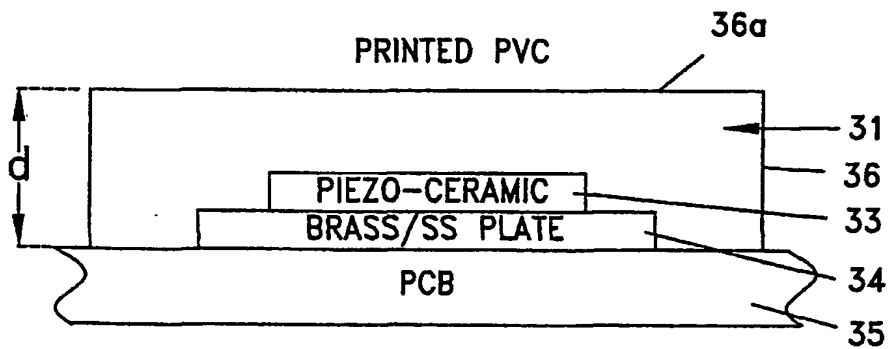 36a
PRINTED PVC
31
d
36
PIEZO-CERAMIC
33
BRASS/SS PLATE
34
PCB
35